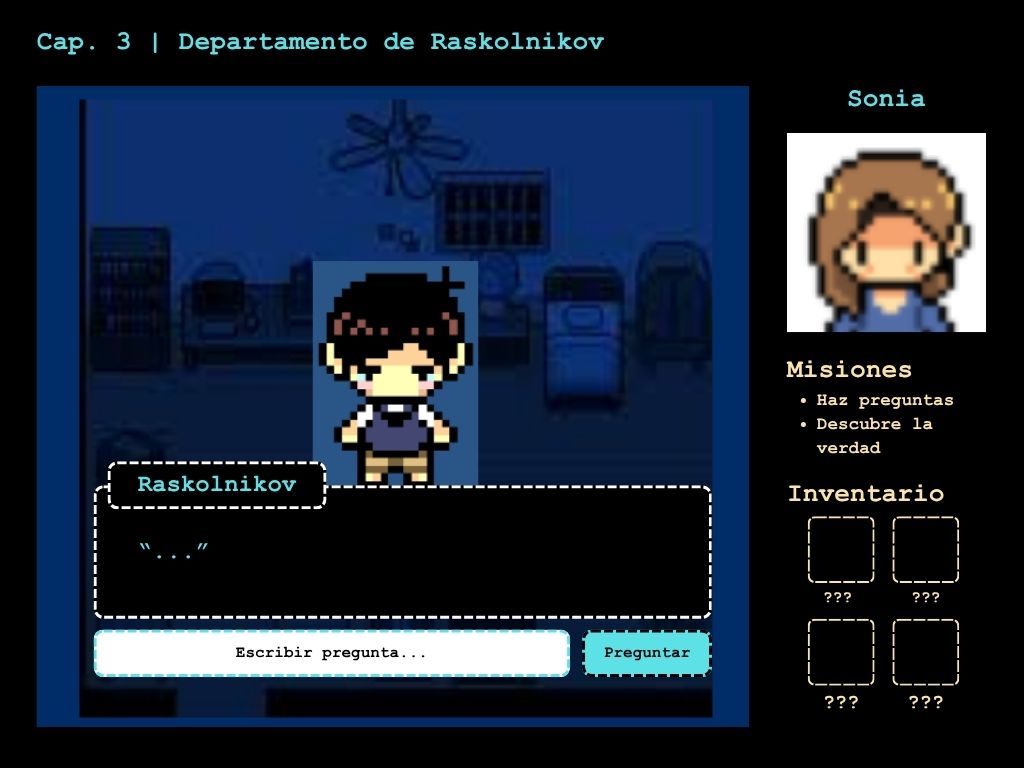 Cap. 3 | Departamento de Raskolnikov
Sonia
Raskolnikov
“...”
Escribir pregunta...
Preguntar
Misiones
• Haz preguntas
• Descubre la
verdad
Inventario
??? ???
??? ???